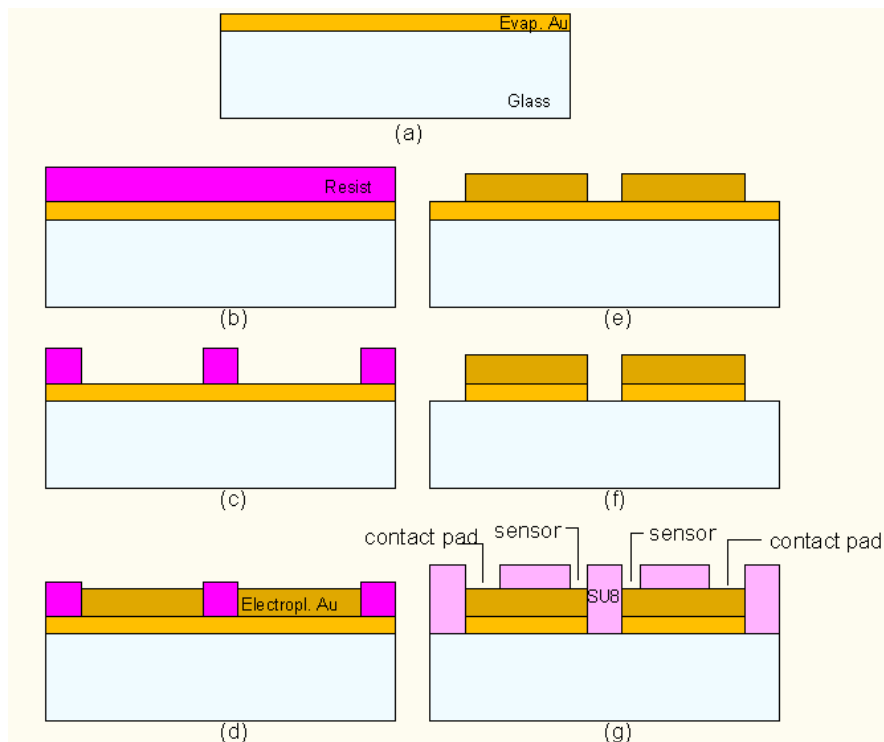 Evap. Au
Glass
(a)
Resist
(b)
(e)
(c)
(f)
contact pad
sensor
sensor
contact pad
Electropl. Au
SU8
(d)
(g)